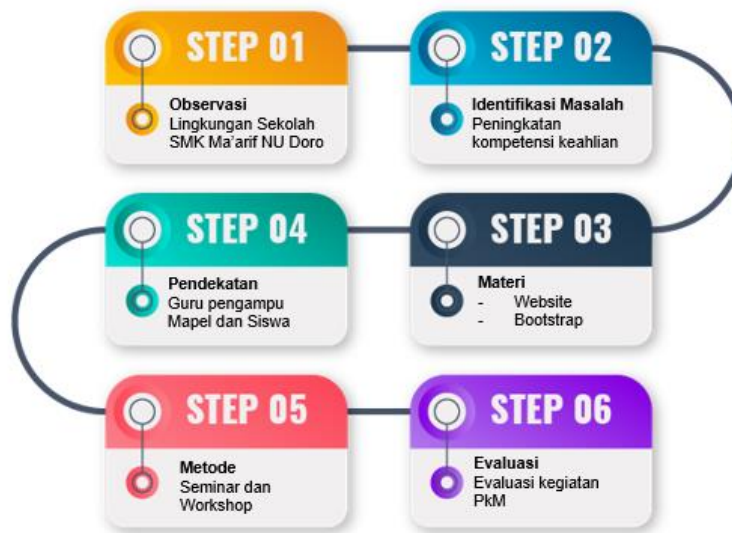 STEP 01
Observasi
Lingkungan Sekolah
SMK Ma'arif NU Doro
STEP 02
Identifikasi Masalah
Peningkatan
kompetensi keahlian
STEP 03
Materi
- Website
- Bootstrap
STEP 04
Pendekatan
Guru pengampu
Mapel dan Siswa
STEP 05
Metode
Seminar dan
Workshop
STEP 06
Evaluasi
Evaluasi kegiatan
PkM